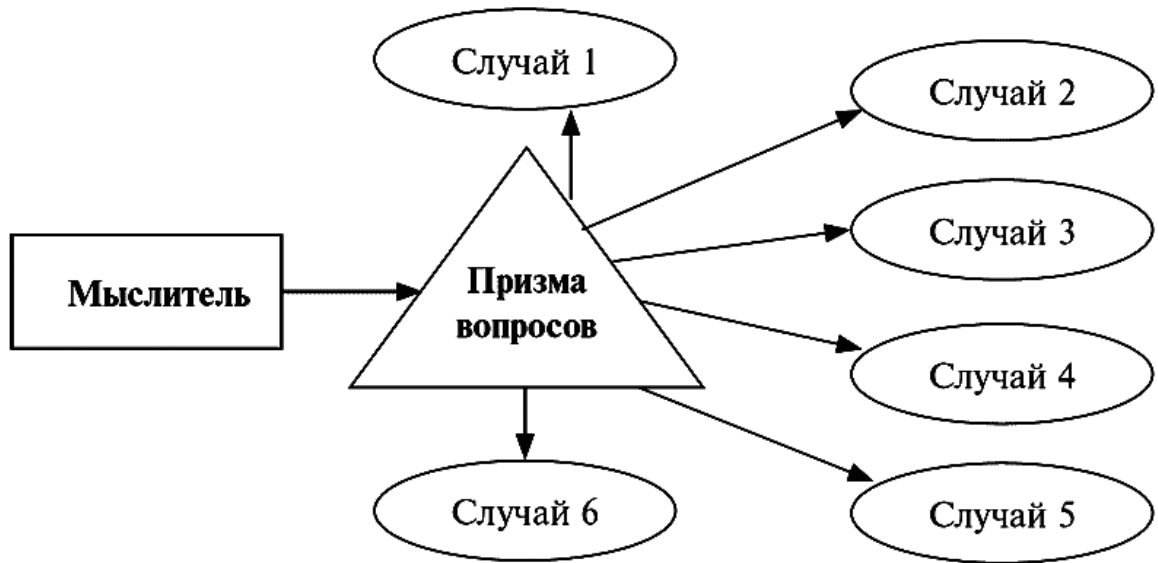 Случай 1
Случай 2
Случай 3
Мыслитель
Призма
вопросов
Случай 4
Случай 6
Случай 5